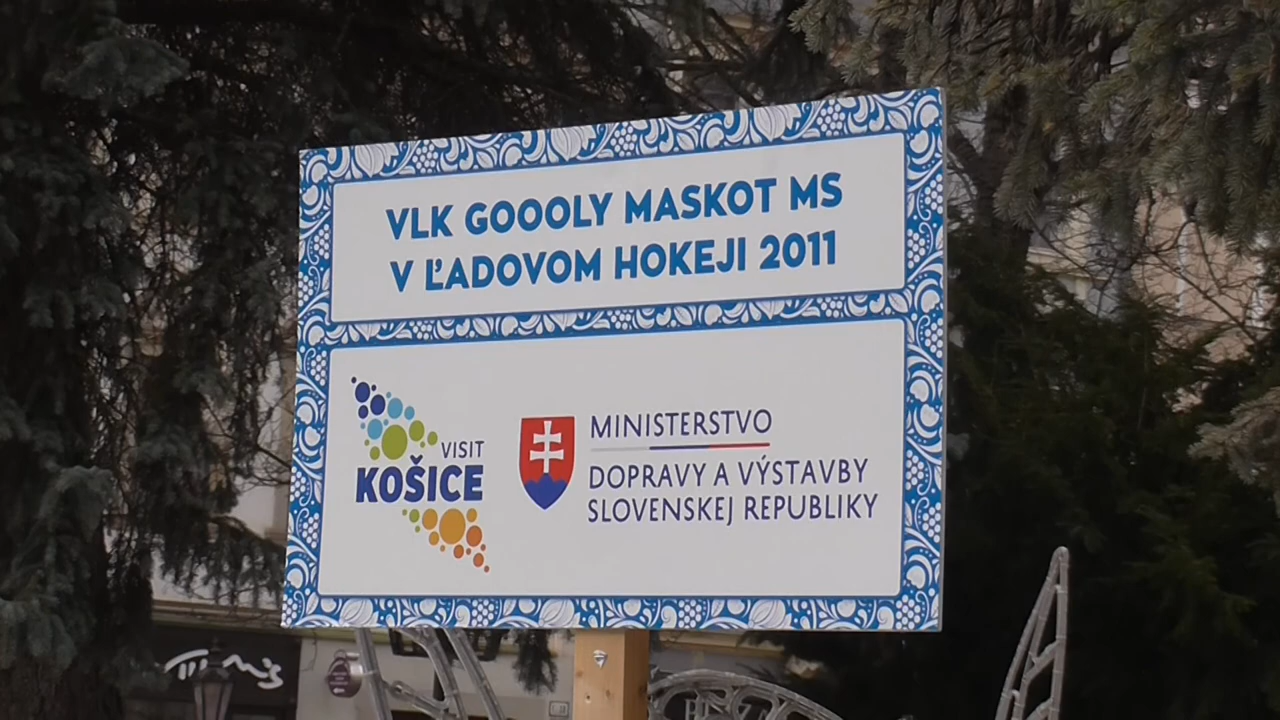 VLK GOOOLY MASKOT MS
V ĽADOVOM HOKEJI 2011
VISIT
KOŠICE
MINISTERSTVO
DOPRAVY A VÝSTAVBY
SLOVENSKEJ REPUBLIKY